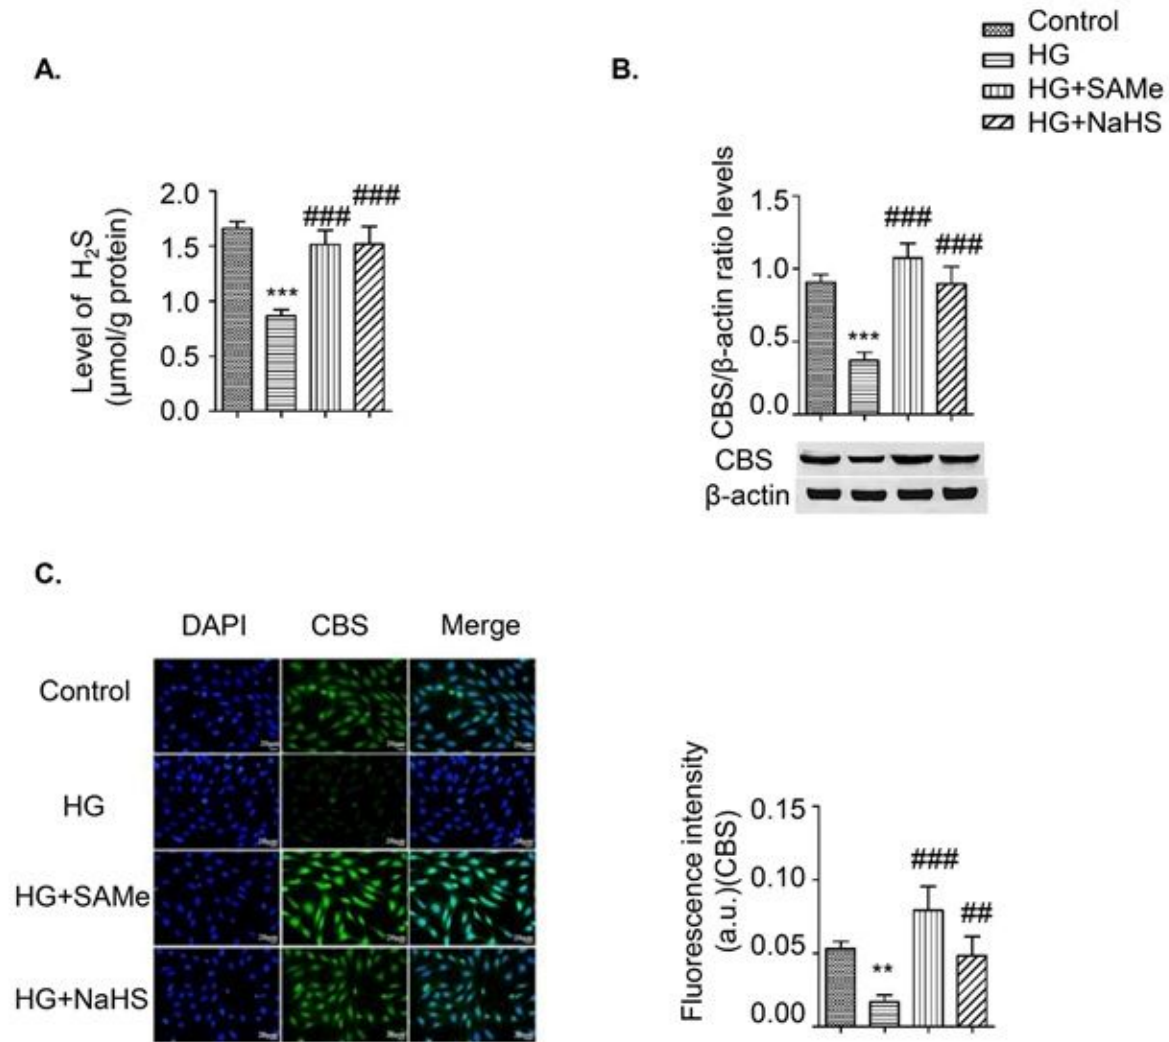 Control
HG
HG+SAMe
HG+NaHS
A.
B.
Level of H₂S
(μmol/g protein)
2.0
1.5
1.0
0.5
0.0
***
###
###
CBS/β-actin ratio levels
1.5
1.0
0.5
0.0
***
###
###
CBS
β-actin
C.
DAPI CBS Merge
Control
HG
HG+SAMe
HG+NaHS
Fluorescence intensity
(a.u.)(CBS)
0.15
0.10
0.05
0.00
**
###
##